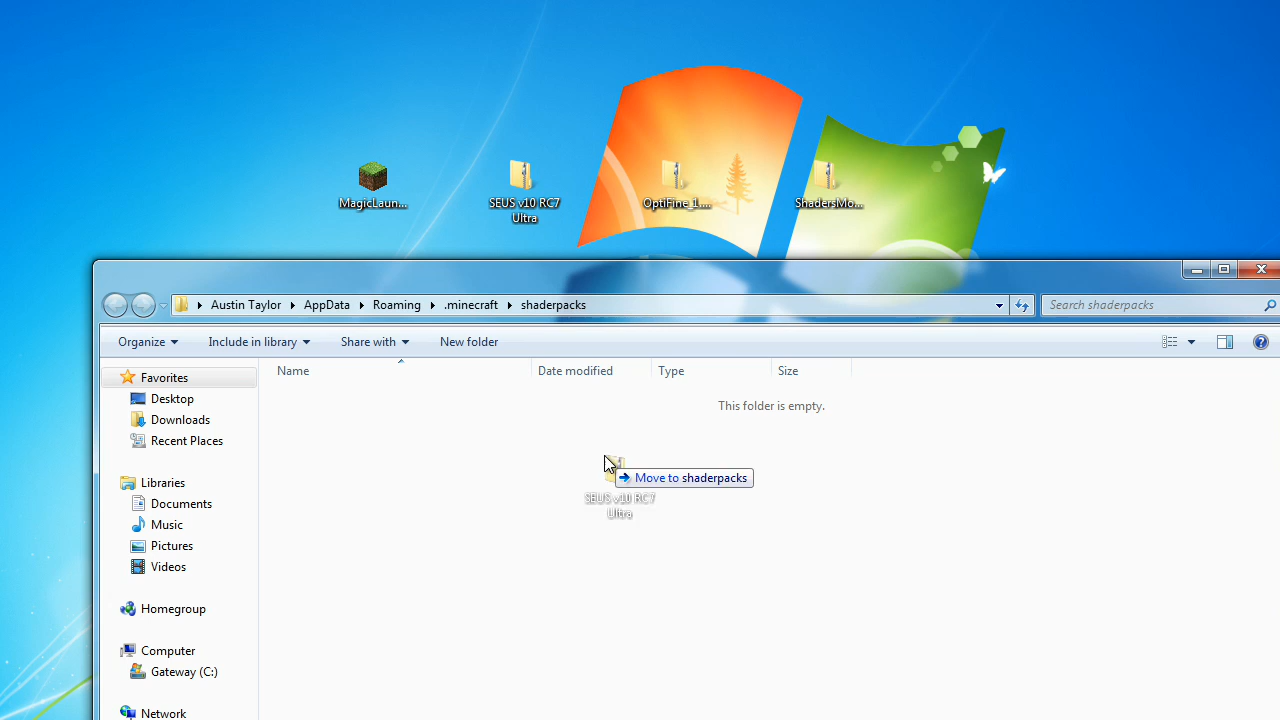 MagicLaun...
SEUS v10 RC7
Ultra
OptiFine_1....
ShadersMo...
Austin Taylor
AppData
Roaming
.minecraft
shaderpacks
Search shaderpacks
Organize
Include in library
Share with
New folder
Name
Date modified
Type
Size
This folder is empty.
Favorites
Desktop
Downloads
Recent Places
Libraries
Documents
Music
Pictures
Videos
Homegroup
Computer
Gateway (C:)
Network
Move to shaderpacks
SEUS v10 RC7
Ultra